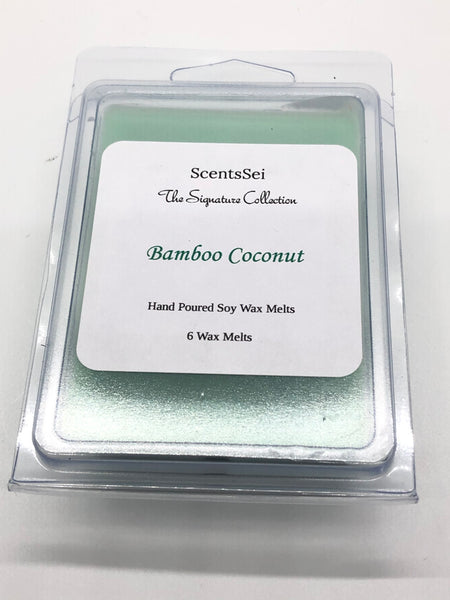 ScentsSei
The Signature Collection
Bamboo Coconut
Hand Poured Soy Wax Melts
6 Wax Melts